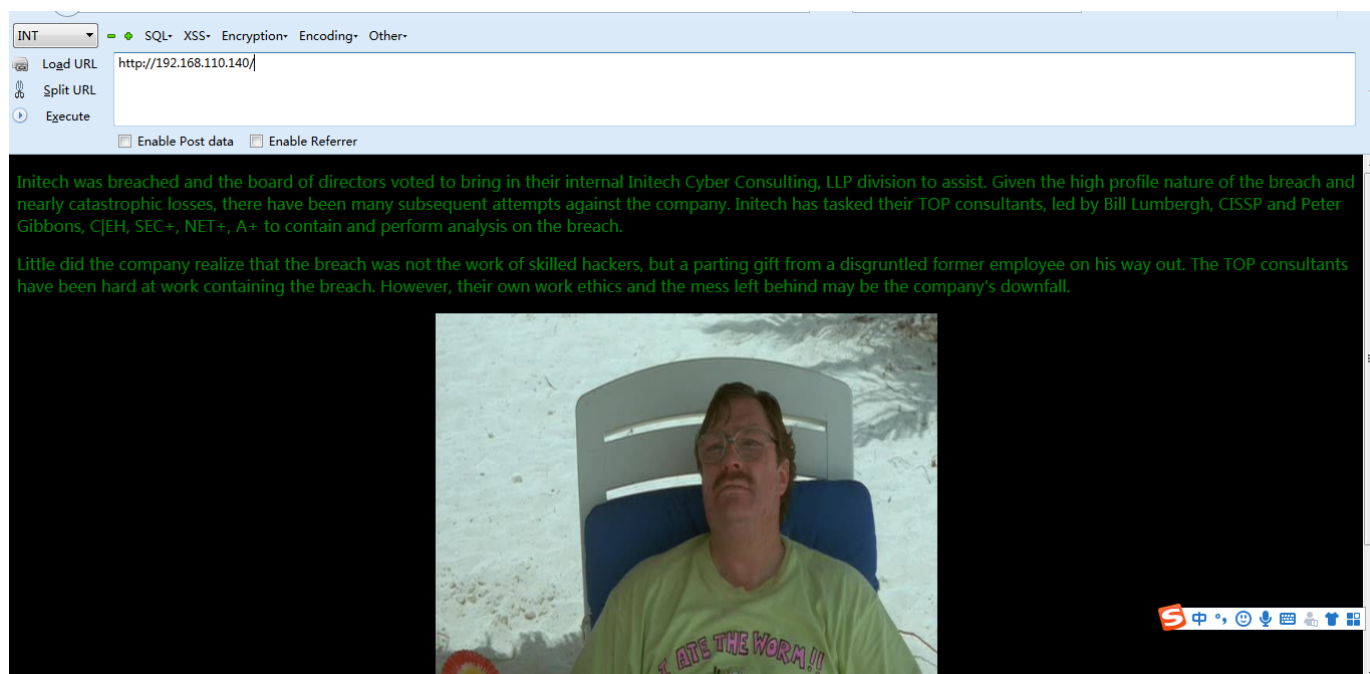 INT
SQL- XSS- Encryption- Encoding- Other-
Load URL
http://192.168.110.140/
Split URL
Execute
Enable Post data Enable Referrer
Initech was breached and the board of directors voted to bring in their internal Initech Cyber Consulting, LLP division to assist. Given the high profile nature of the breach and
nearly catastrophic losses, there have been many subsequent attempts against the company. Initech has tasked their TOP consultants, led by Bill Lumbergh, CISSP and Peter
Gibbons, C|EH, SEC+, NET+, A+ to contain and perform analysis on the breach.
Little did the company realize that the breach was not the work of skilled hackers, but a parting gift from a disgruntled former employee on his way out. The TOP consultants
have been hard at work containing the breach. However, their own work ethics and the mess left behind may be the company's downfall.
I ATE THE WORM!!
S 中 °,